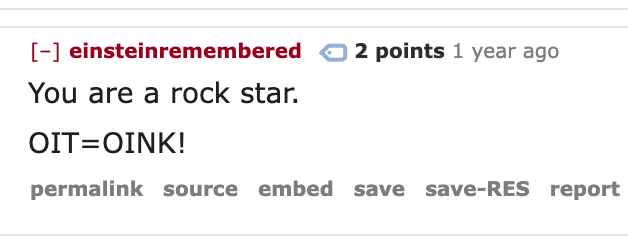 [–] einsteinremembered 2 points 1 year ago
You are a rock star.
OIT=OINK!
permalink source embed save save-RES report